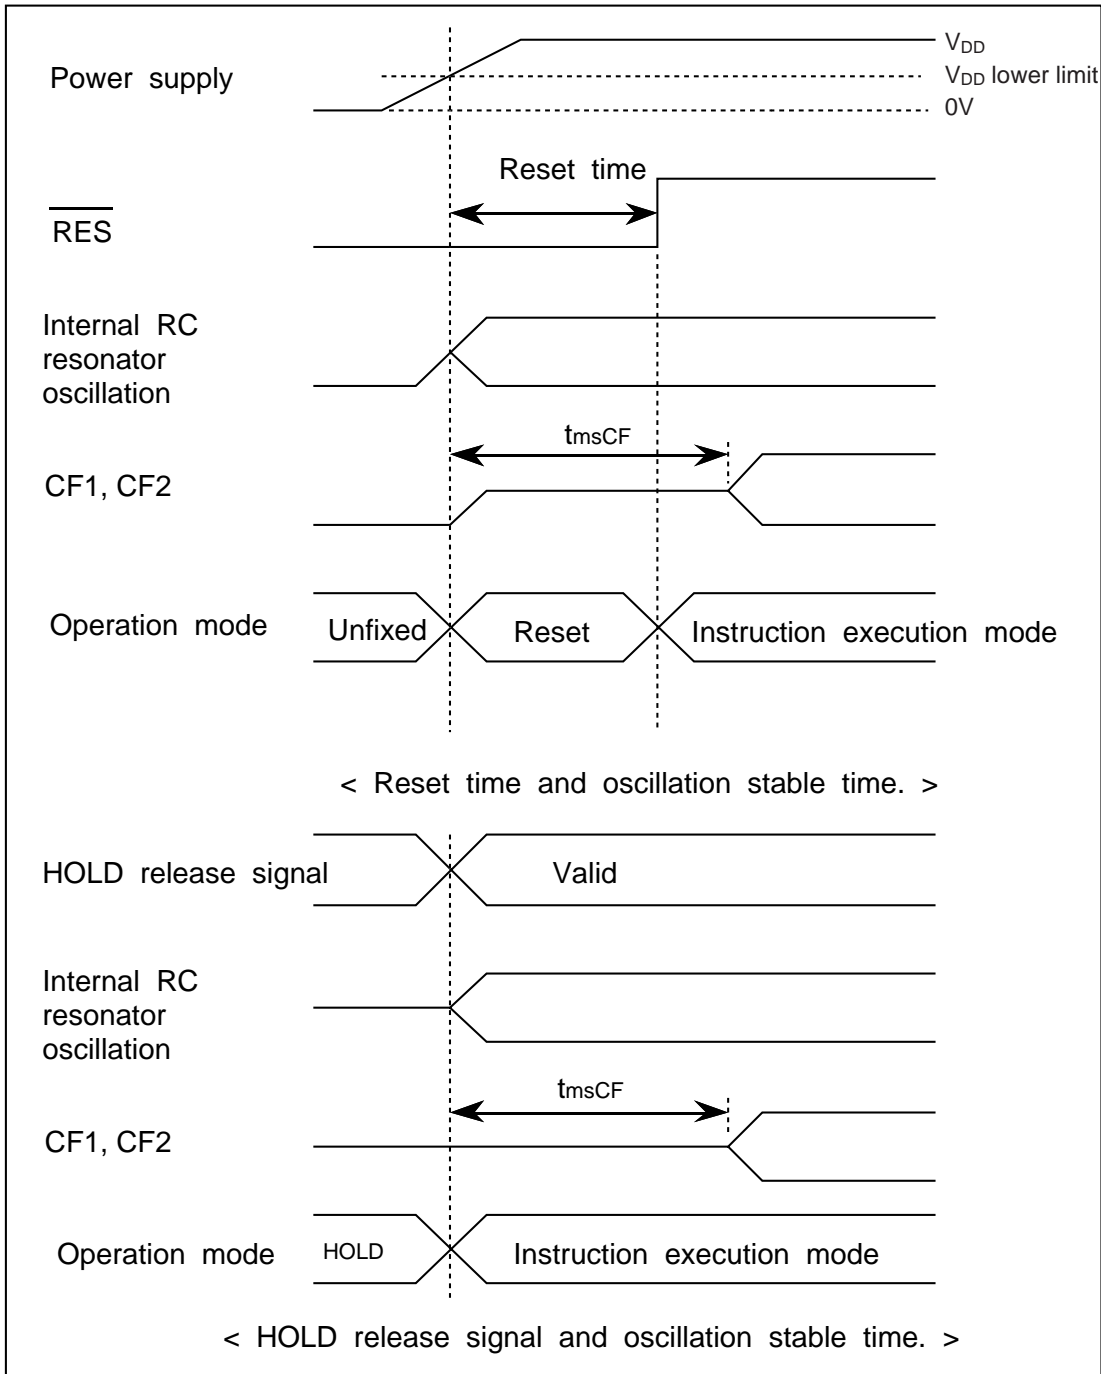 Power supply
VDD
VDD lower limit
0V
Reset time
RES
Internal RC
resonator
oscillation
tmsCF
CF1, CF2
Operation mode
Unfixed
Reset
Instruction execution mode
< Reset time and oscillation stable time. >
HOLD release signal
Valid
Internal RC
resonator
oscillation
tmsCF
CF1, CF2
Operation mode
HOLD
Instruction execution mode
< HOLD release signal and oscillation stable time. >